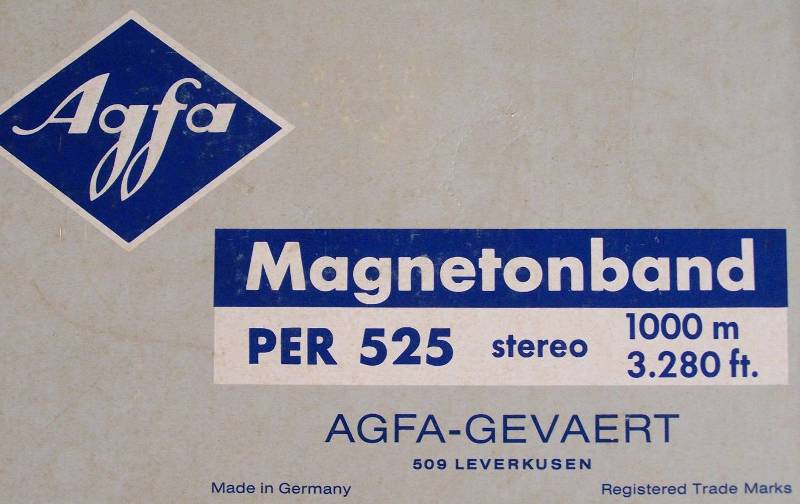 Agfa
Magnetonband
PER 525 stereo 1000 m
3.280 ft.
AGFA-GEVAERT
509 LEVERKUSEN
Made in Germany Registered Trade Marks